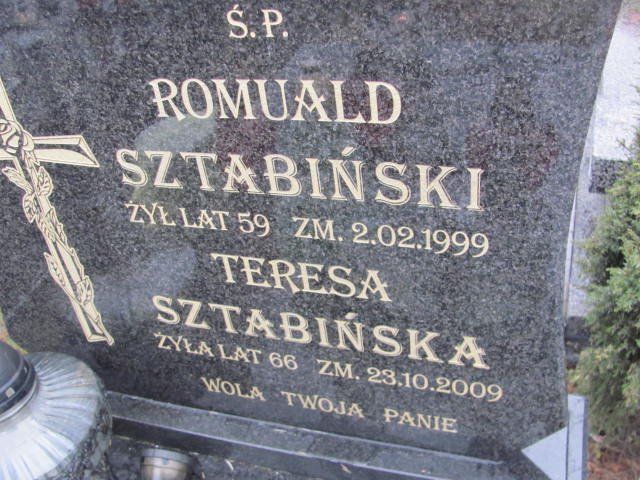 Ś.P.
ROMUALD
SZTABIŃSKI
ŻYŁ LAT 59 ZM. 2.02.1999
TERESA
SZTABIŃSKA
ŻYŁA LAT 66 ZM. 23.10.2009
WOLA TWOJA PANIE